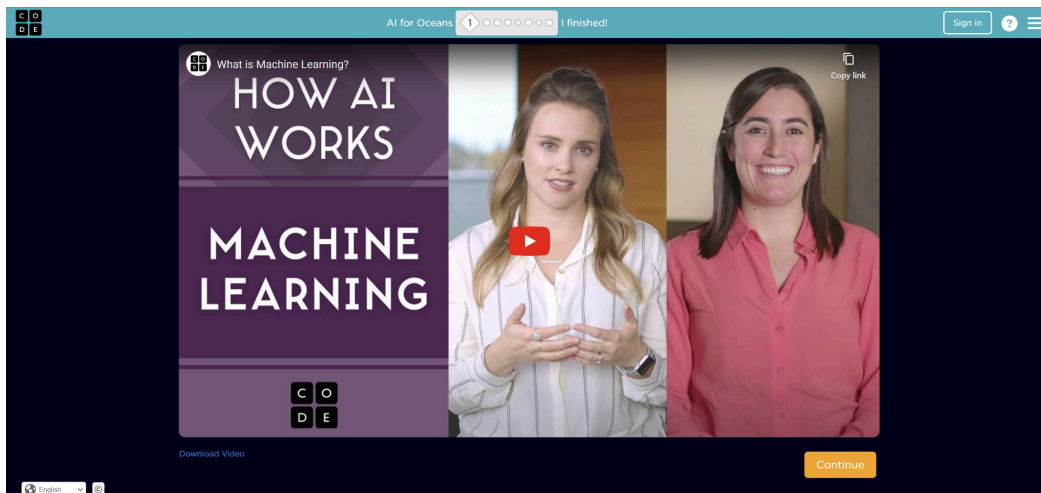 C O
D E
AI for Oceans 1 I finished!
Sign in
?
C O
D E
What is Machine Learning?
Copy link
HOW AI
WORKS
MACHINE
LEARNING
C O
D E
Download Video
Continue
English
©